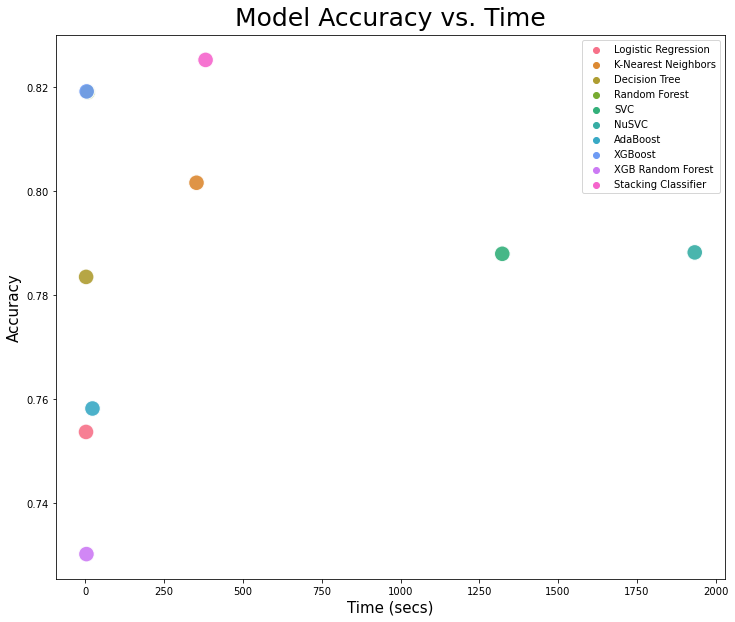 Model Accuracy vs. Time
Logistic Regression
K-Nearest Neighbors
Decision Tree
Random Forest
SVC
NuSVC
AdaBoost
XGBoost
XGB Random Forest
Stacking Classifier
0.82
0.80
0.78
0.76
0.74
Accuracy
0 250 500 750 1000 1250 1500 1750 2000
Time (secs)